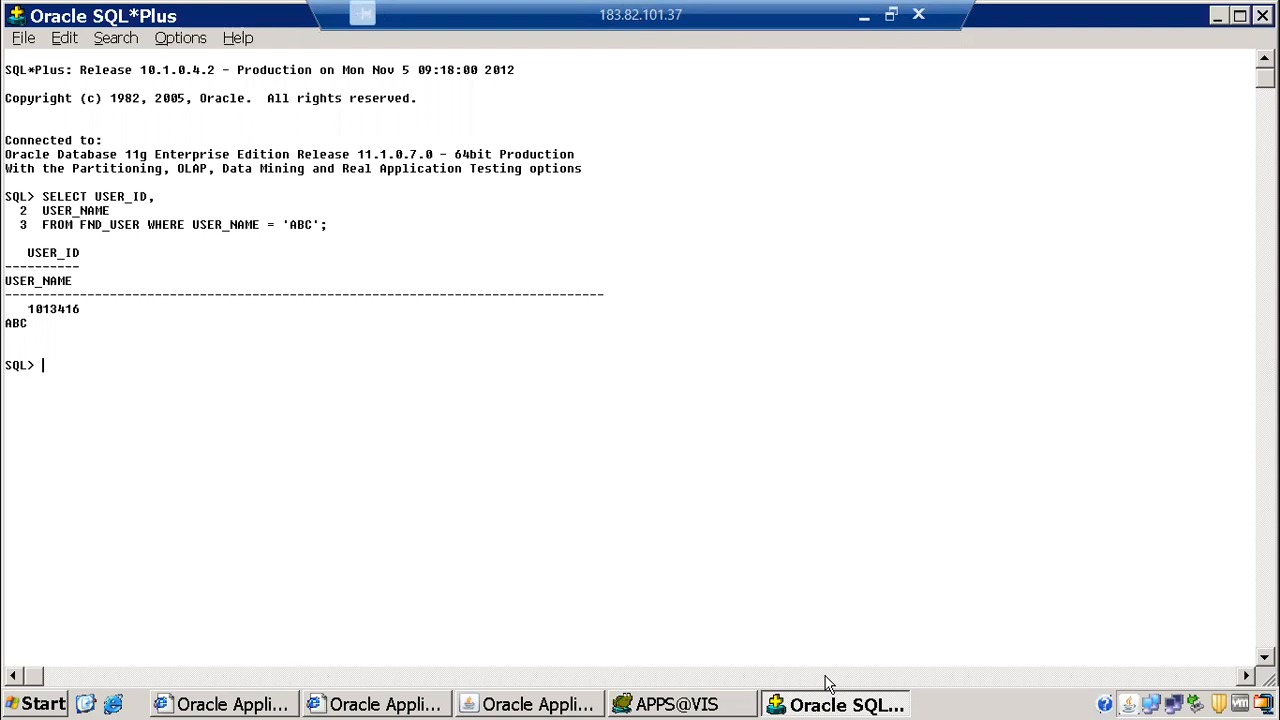 Oracle SQL*Plus
183.82.101.37
File Edit Search Options Help
SQL*Plus: Release 10.1.0.4.2 - Production on Mon Nov 5 09:18:00 2012
Copyright (c) 1982, 2005, Oracle.  All rights reserved.
Connected to:
Oracle Database 11g Enterprise Edition Release 11.1.0.7.0 - 64bit Production
With the Partitioning, OLAP, Data Mining and Real Application Testing options
SQL> SELECT USER_ID,
2  USER_NAME
3  FROM FND_USER WHERE USER_NAME = 'ABC';
USER_ID
----------
USER_NAME
--------------------------------------------------------------------------------
1013416
ABC
SQL>
Start Oracle Appli... Oracle Appli... Oracle Appli... APPS@VIS Oracle SQL...